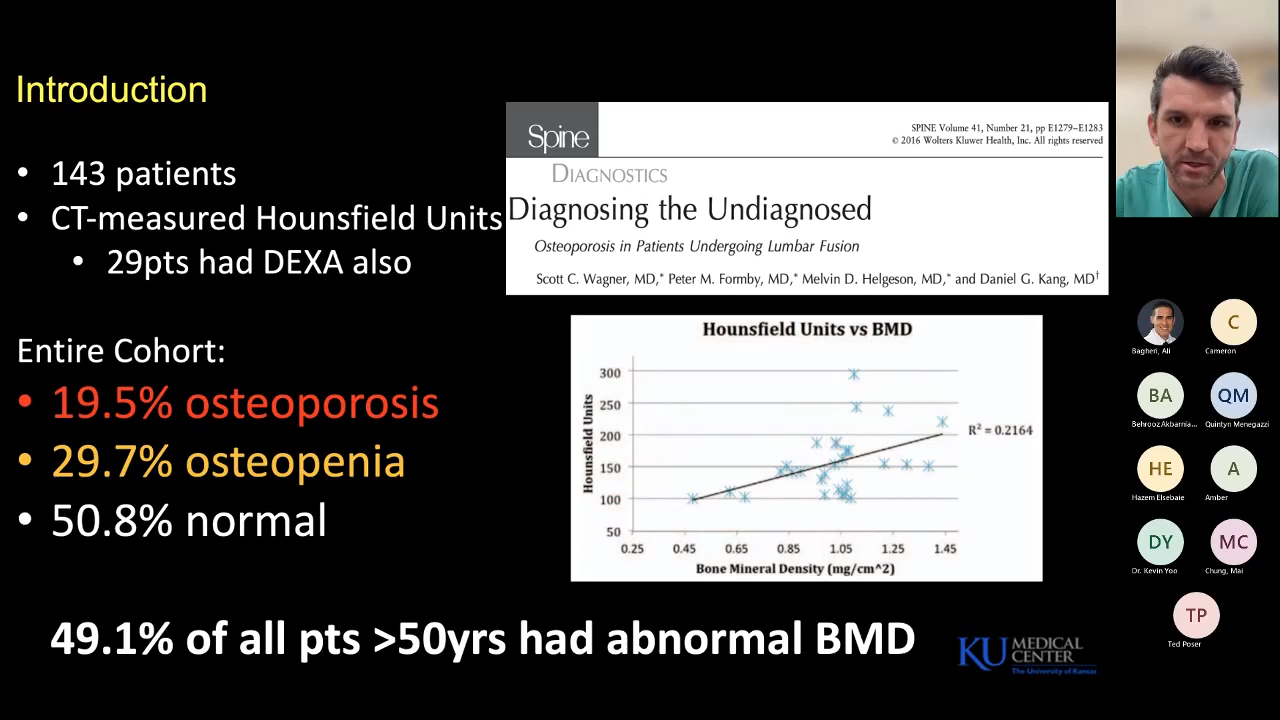 Introduction
• 143 patients
• CT-measured Hounsfield Units
• 29pts had DEXA also
Entire Cohort:
• 19.5% osteoporosis
• 29.7% osteopenia
• 50.8% normal
49.1% of all pts >50yrs had abnormal BMD
Spine
SPINE Volume 41, Number 21, pp E1279–E1283
© 2016 Wolters Kluwer Health, Inc. All rights reserved
DIAGNOSTICS
Diagnosing the Undiagnosed
Osteoporosis in Patients Undergoing Lumbar Fusion
Scott C. Wagner, MD,* Peter M. Formby, MD,* Melvin D. Helgeson, MD,* and Daniel G. Kang, MD†
Hounsfield Units vs BMD
Hounsfield Units
300
250
200
150
100
50
R² = 0.2164
0.25 0.45 0.65 0.85 1.05 1.25 1.45
Bone Mineral Density (mg/cm^2)
KU MEDICAL
CENTER
The University of Kansas
Bagheri, Ali
C
Cameron
BA
Behrooz Akbarnia...
QM
Quintyn Menegazzi
HE
Hazem Elsebaie
A
Amber
DY
Dr. Kevin Yoo
MC
Chung, Mai
TP
Ted Poser